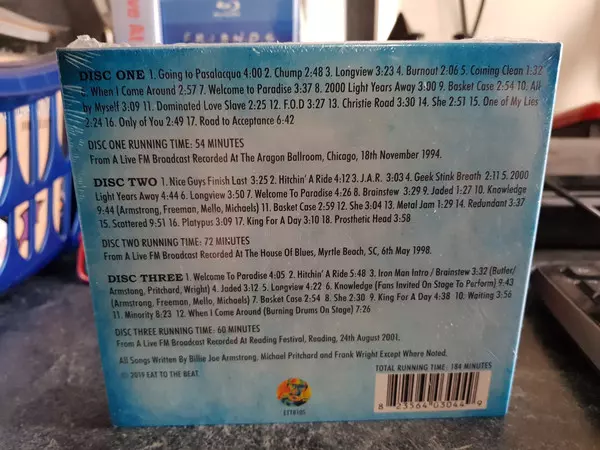 FRIENDS
DISC ONE 1. Going to Pasalacqua 4:00 2. Chump 2:48 3. Longview 3:23 4. Burnout 2:06 5. Coming Clean 1:32
6. When I Come Around 2:57 7. Welcome to Paradise 3:37 8. 2000 Light Years Away 3:00 9. Basket Case 2:54 10. All
by Myself 3:09 11. Dominated Love Slave 2:25 12. F.O.D 3:27 13. Christie Road 3:30 14. She 2:51 15. One of My Lies
2:24 16. Only of You 2:49 17. Road to Acceptance 6:42
DISC ONE RUNNING TIME: 54 MINUTES
From A Live FM Broadcast Recorded At The Aragon Ballroom, Chicago, 18th November 1994.
DISC TWO 1. Nice Guys Finish Last 3:25 2. Hitchin' A Ride 4:12 3. J.A.R. 3:03 4. Geek Stink Breath 2:11 5. 2000
Light Years Away 4:44 6. Longview 3:50 7. Welcome To Paradise 4:26 8. Brainstew 3:29 9. Jaded 1:27 10. Knowledge
9:44 (Armstrong, Freeman, Mello, Michaels) 11. Basket Case 2:59 12. She 3:04 13. Metal Jam 1:29 14. Redundant 3:37
15. Scattered 9:51 16. Platypus 3:09 17. King For A Day 3:10 18. Prosthetic Head 3:58
DISC TWO RUNNING TIME: 72 MINUTES
From A Live FM Broadcast Recorded At The House Of Blues, Myrtle Beach, SC, 6th May 1998.
DISC THREE 1. Welcome To Paradise 4:05 2. Hitchin' A Ride 5:48 3. Iron Man Intro / Brainstew 3:32 (Butler/
Armstrong, Pritchard, Wright) 4. Jaded 3:12 5. Longview 4:22 6. Knowledge (Fans Invited On Stage To Perform) 9:43
(Armstrong, Freeman, Mello, Michaels) 7. Basket Case 2:54 8. She 2:30 9. King For A Day 4:38 10. Waiting 3:56
11. Minority 8:23 12. When I Come Around (Burning Drums On Stage) 7:26
DISC THREE RUNNING TIME: 60 MINUTES
From A Live FM Broadcast Recorded At Reading Festival, Reading, 24th August 2001.
All Songs Written By Billie Joe Armstrong, Michael Pritchard and Frank Wright Except Where Noted.
© 2019 EAT TO THE BEAT.
TOTAL RUNNING TIME: 184 MINUTES
ETTB105
8 23564 03044 9